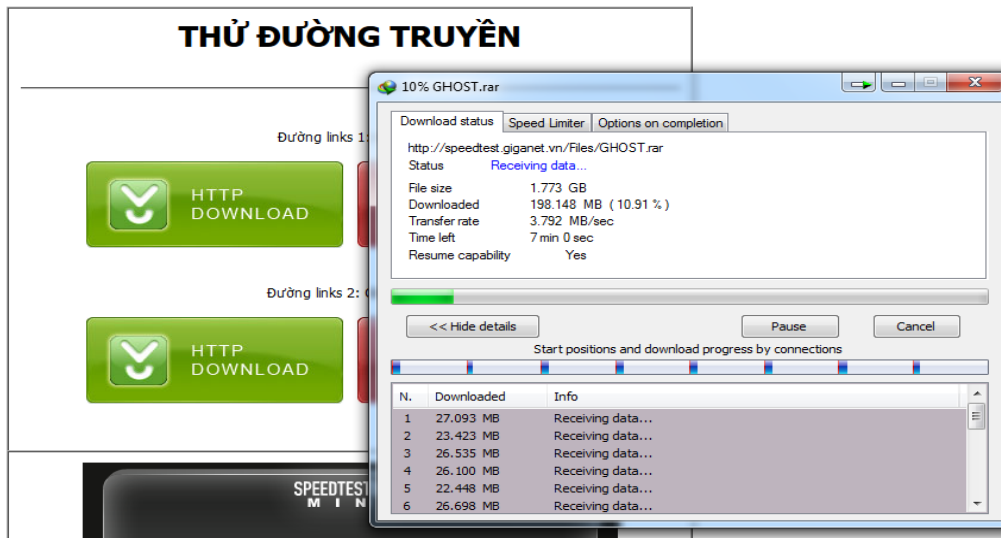 THỬ ĐƯỜNG TRUYỀN
Đường links 1:
HTTP
DOWNLOAD
Đường links 2:
HTTP
DOWNLOAD
SPEEDTEST
M I N
10% GHOST.rar
Download status
Speed Limiter
Options on completion
http://speedtest.giganet.vn/Files/GHOST.rar
Status Receiving data...
File size 1.773 GB
Downloaded 198.148 MB ( 10.91 % )
Transfer rate 3.792 MB/sec
Time left 7 min 0 sec
Resume capability Yes
<< Hide details
Pause
Cancel
Start positions and download progress by connections
N. Downloaded Info
1 27.093 MB Receiving data...
2 23.423 MB Receiving data...
3 26.535 MB Receiving data...
4 26.100 MB Receiving data...
5 22.448 MB Receiving data...
6 26.698 MB Receiving data...